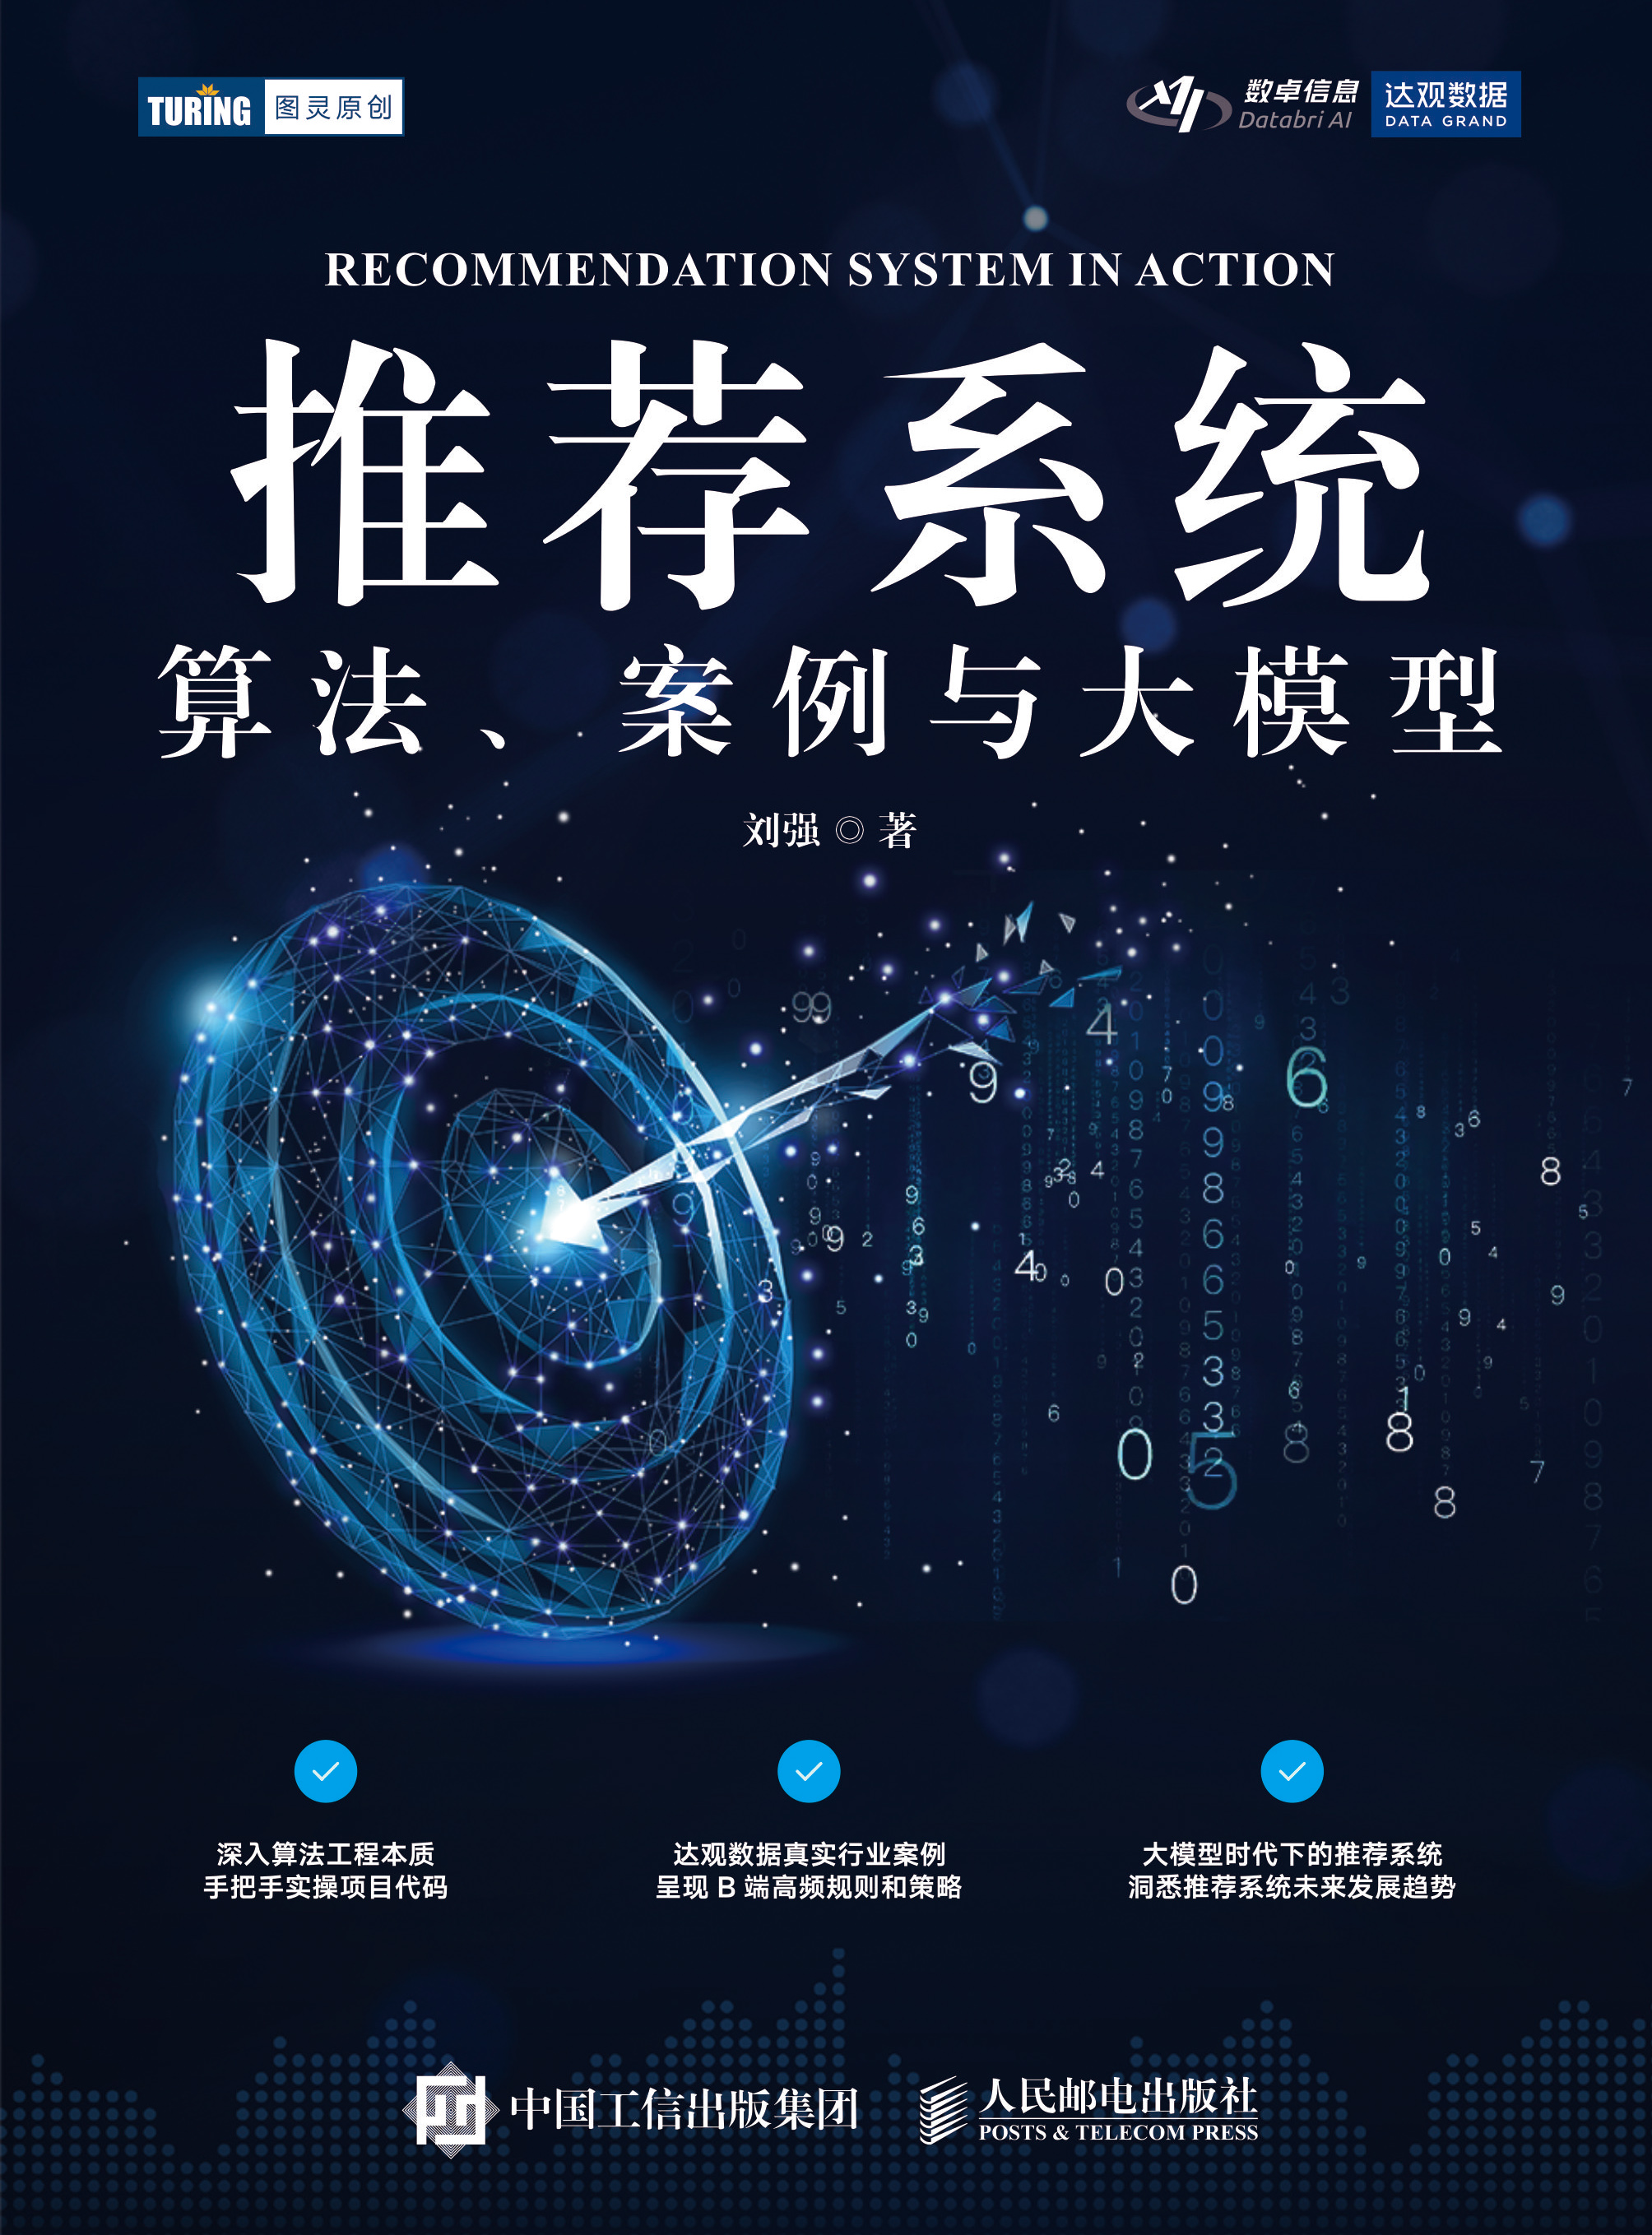 TURING 图灵原创
数卓信息
Databri AI
达观数据
DATA GRAND
RECOMMENDATION SYSTEM IN ACTION
推荐系统
算法、案例与大模型
刘强 ◎ 著
深入算法工程本质
手把手实操项目代码
达观数据真实行业案例
呈现 B 端高频规则和策略
大模型时代下的推荐系统
洞悉推荐系统未来发展趋势
中国工信出版集团
人民邮电出版社
POSTS & TELECOM PRESS